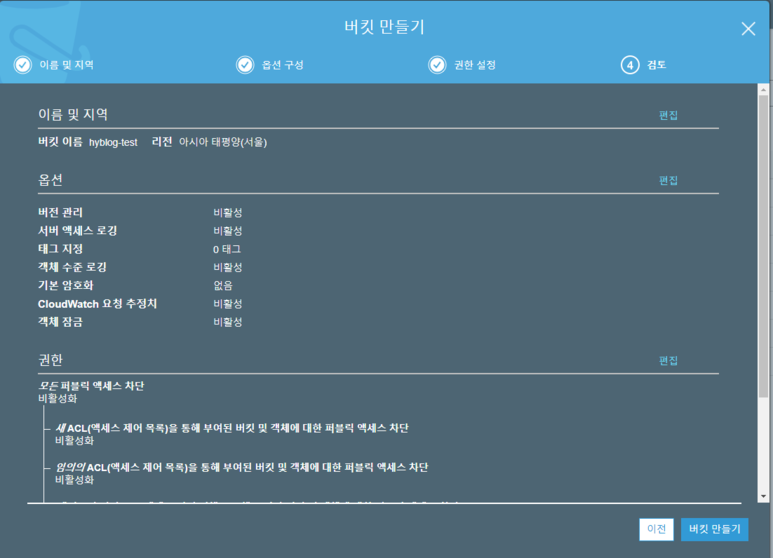 버킷 만들기
이름 및 지역
옵션 구성
권한 설정
4 검토
이름 및 지역 편집
버킷 이름 hyblog-test 리전 아시아 태평양(서울)
옵션 편집
버전 관리 비활성
서버 액세스 로깅 비활성
태그 지정 0 태그
객체 수준 로깅 비활성
기본 암호화 없음
CloudWatch 요청 추정치 비활성
객체 잠금 비활성
권한 편집
모든 퍼블릭 액세스 차단
비활성화
새 ACL(액세스 제어 목록)을 통해 부여된 버킷 및 객체에 대한 퍼블릭 액세스 차단
비활성화
임의의 ACL(액세스 제어 목록)을 통해 부여된 버킷 및 객체에 대한 퍼블릭 액세스 차단
비활성화
이전 버킷 만들기